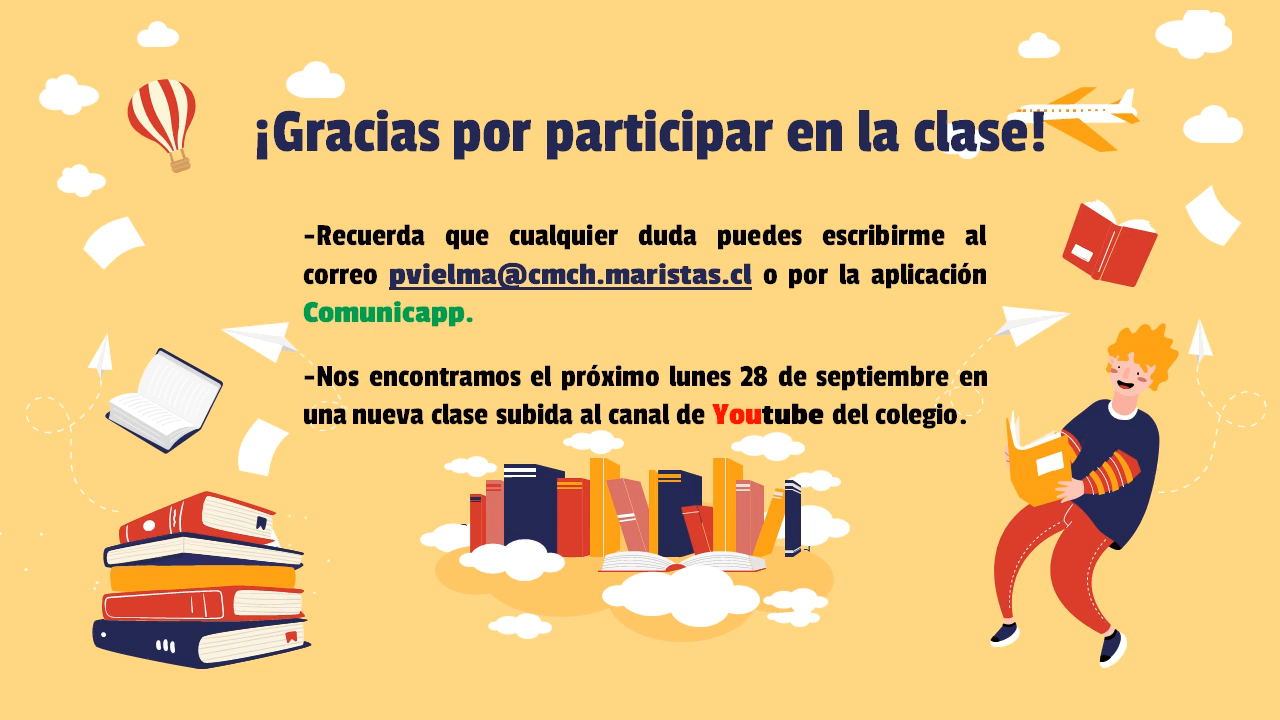 ¡Gracias por participar en la clase!
-Recuerda que cualquier duda puedes escribirme al
correo pvielma@cmch.maristas.cl o por la aplicación
Comunicapp.
-Nos encontramos el próximo lunes 28 de septiembre en
una nueva clase subida al canal de Youtube del colegio.